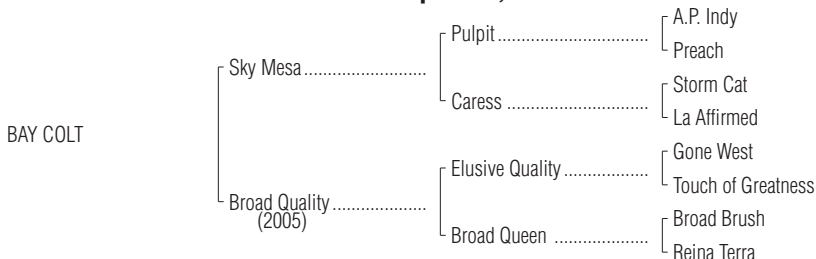 A.P. Indy
Pulpit
Preach
Sky Mesa
Storm Cat
Caress
La Affirmed
BAY COLT
Gone West
Elusive Quality
Touch of Greatness
Broad Quality
(2005)
Broad Brush
Broad Queen
Reina Terra